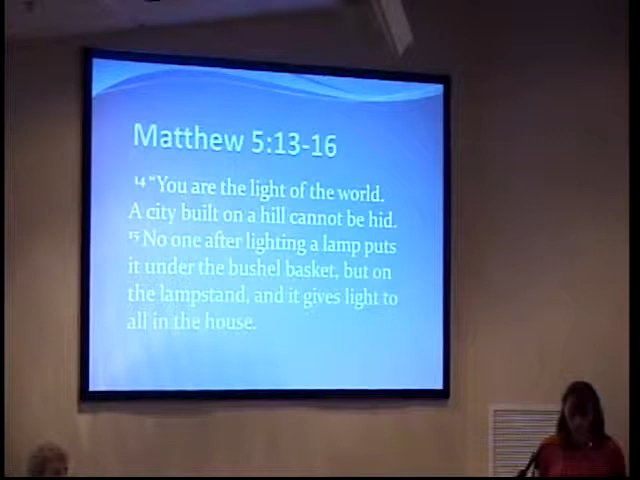 Matthew 5:13-16
14 "You are the light of the world.
A city built on a hill cannot be hid.
15 No one after lighting a lamp puts
it under the bushel basket, but on
the lampstand, and it gives light to
all in the house.